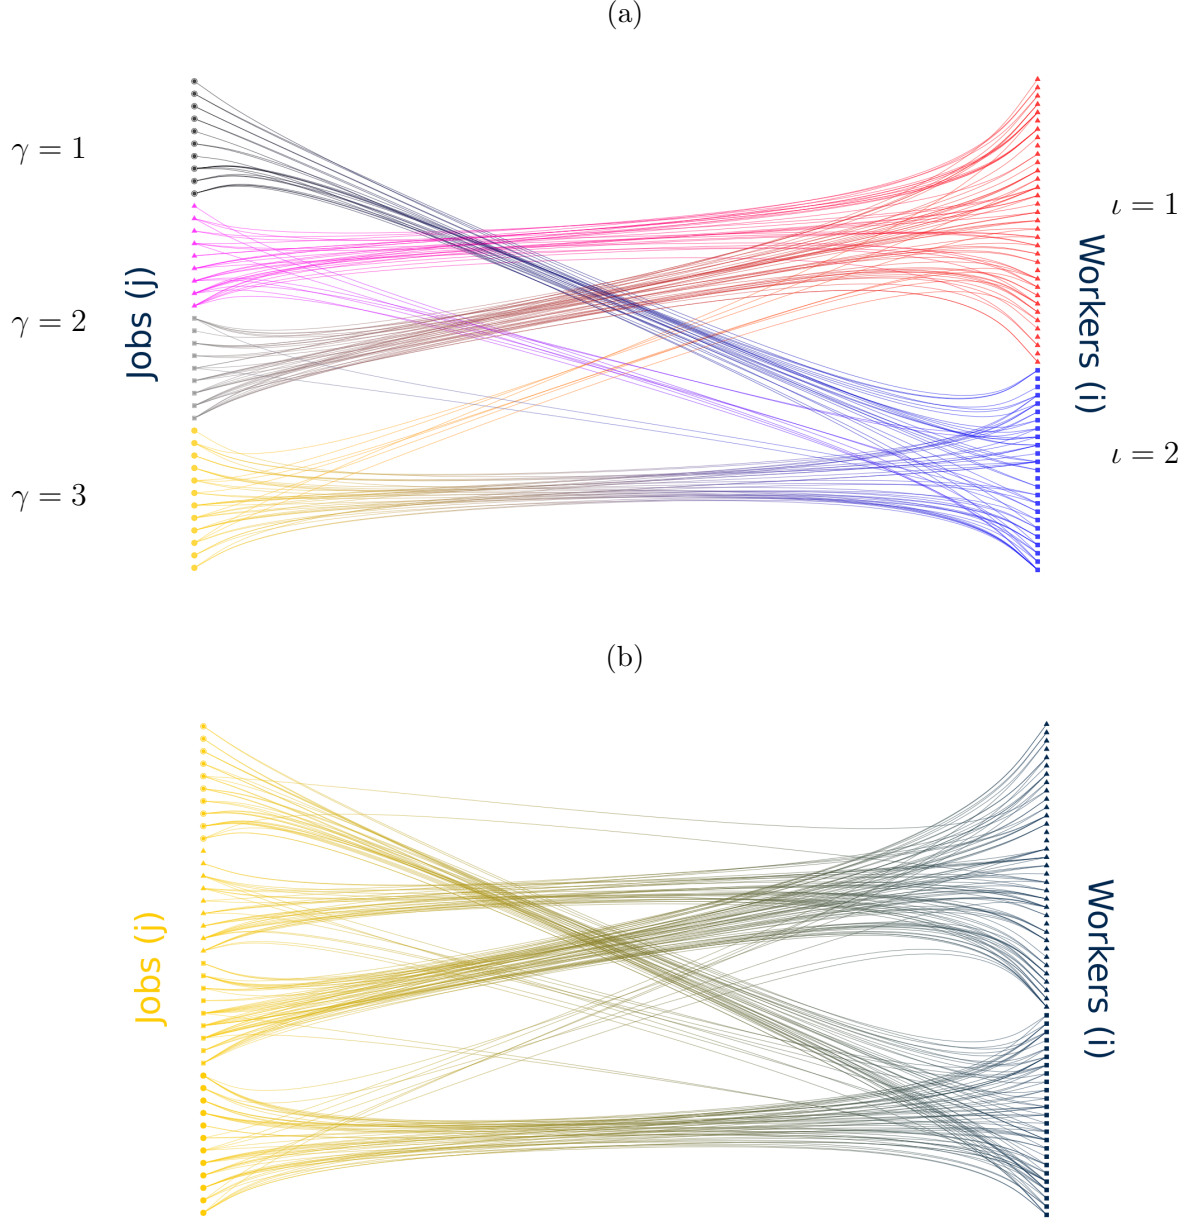 (a)
γ = 1
γ = 2
γ = 3
Jobs (j)
Workers (i)
ι = 1
ι = 2
(b)
Jobs (j)
Workers (i)